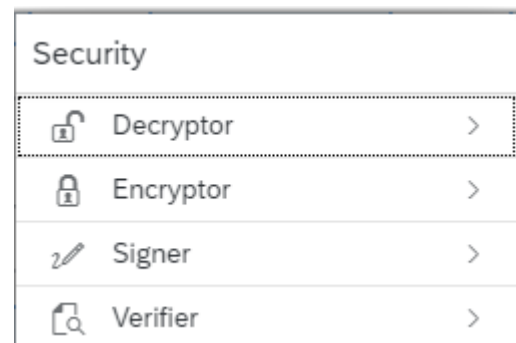 Security
Decryptor
Encryptor
Signer
Verifier